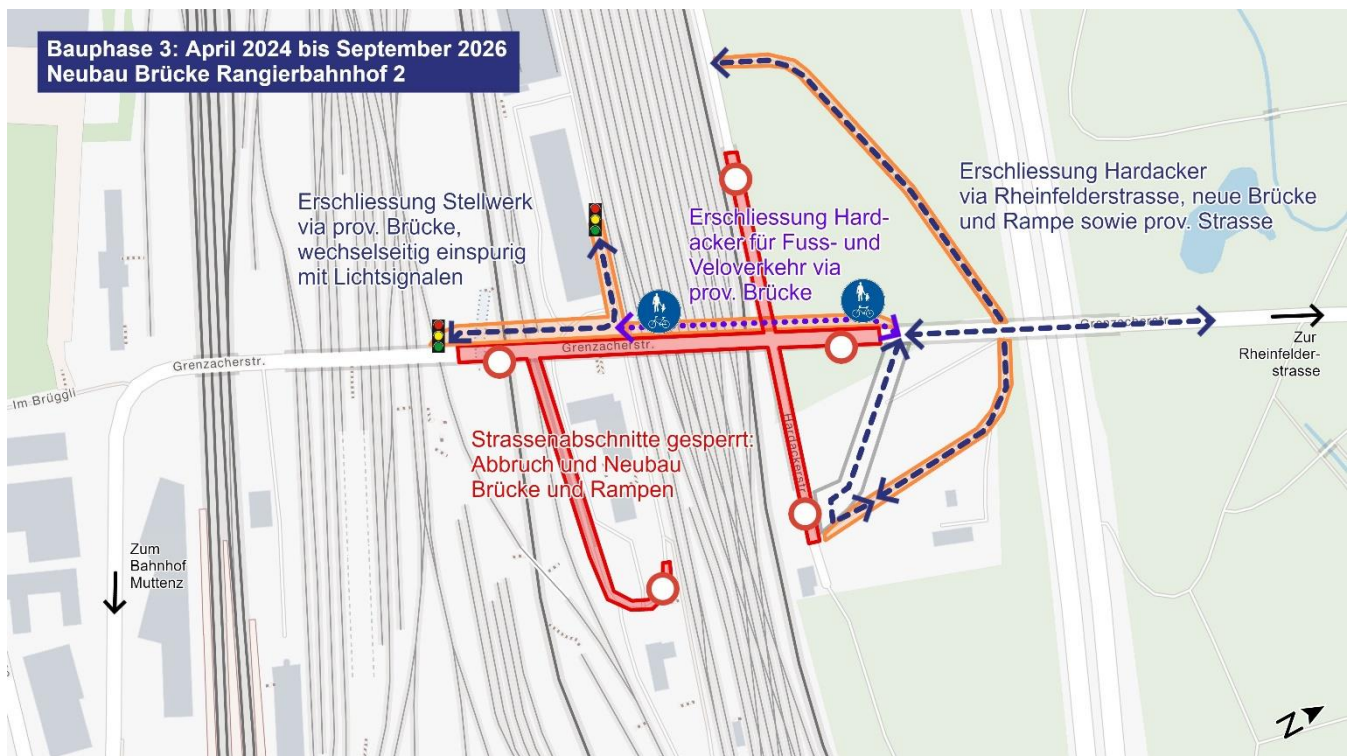 Bauphase 3: April 2024 bis September 2026
Neubau Brücke Rangierbahnhof 2
Erschliessung Stellwerk
via prov. Brücke,
wechselseitig einspurig
mit Lichtsignalen
Erschliessung Hard-
acker für Fuss- und
Veloverkehr via
prov. Brücke
Erschliessung Hardacker
via Rheinfelderstrasse, neue Brücke
und Rampe sowie prov. Strasse
Grenzacherstr.
Grenzacherstr.
Grenzacherstr.
Zur
Rheinfelder-
strasse
Im Brüggli
Hardackerstr.
Strassenabschnitte gesperrt:
Abbruch und Neubau
Brücke und Rampen
Zum
Bahnhof
Muttenz
N